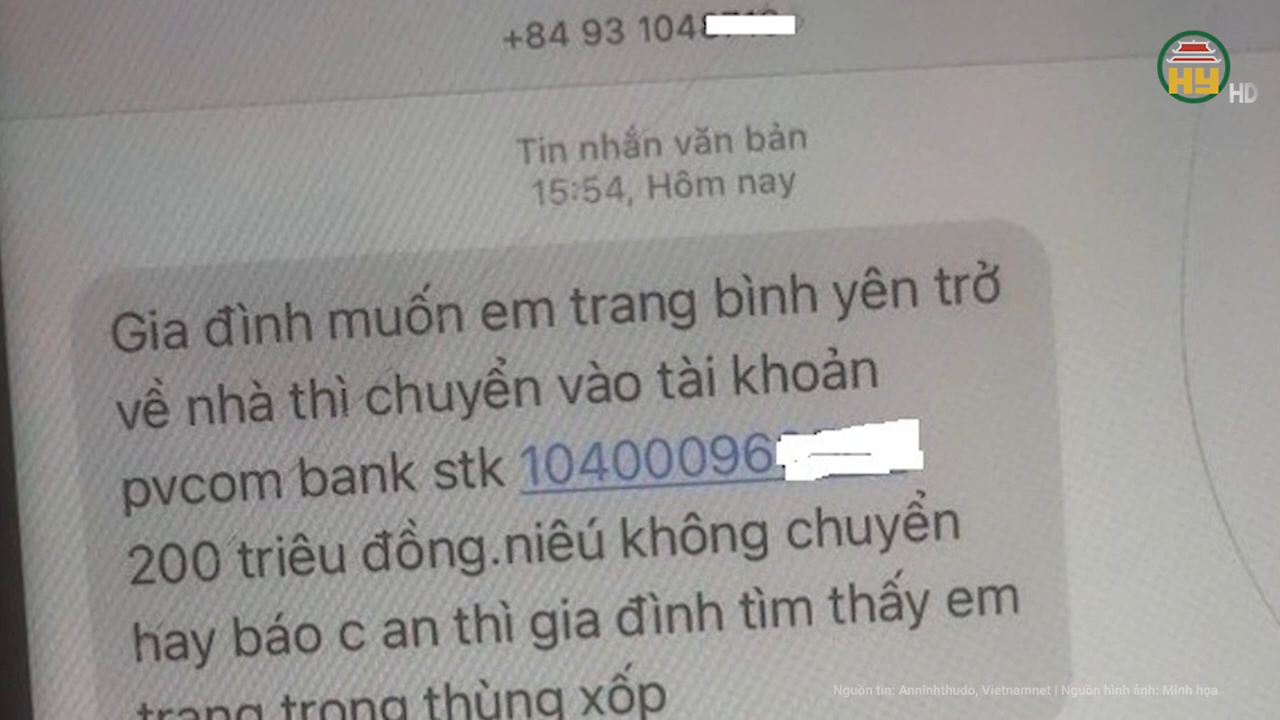 +84 93 104
HY
HD
Tin nhắn văn bản
15:54, Hôm nay
Gia đình muốn em trang bình yên trở
về nhà thì chuyển vào tài khoản
pvcom bank stk 10400096
200 triêu đồng.niêú không chuyển
hay báo c an thì gia đình tìm thấy em
trang trong thùng xốp
Nguồn tin: Anninhthudo, Vietnamnet | Nguồn hình ảnh: Minh họa